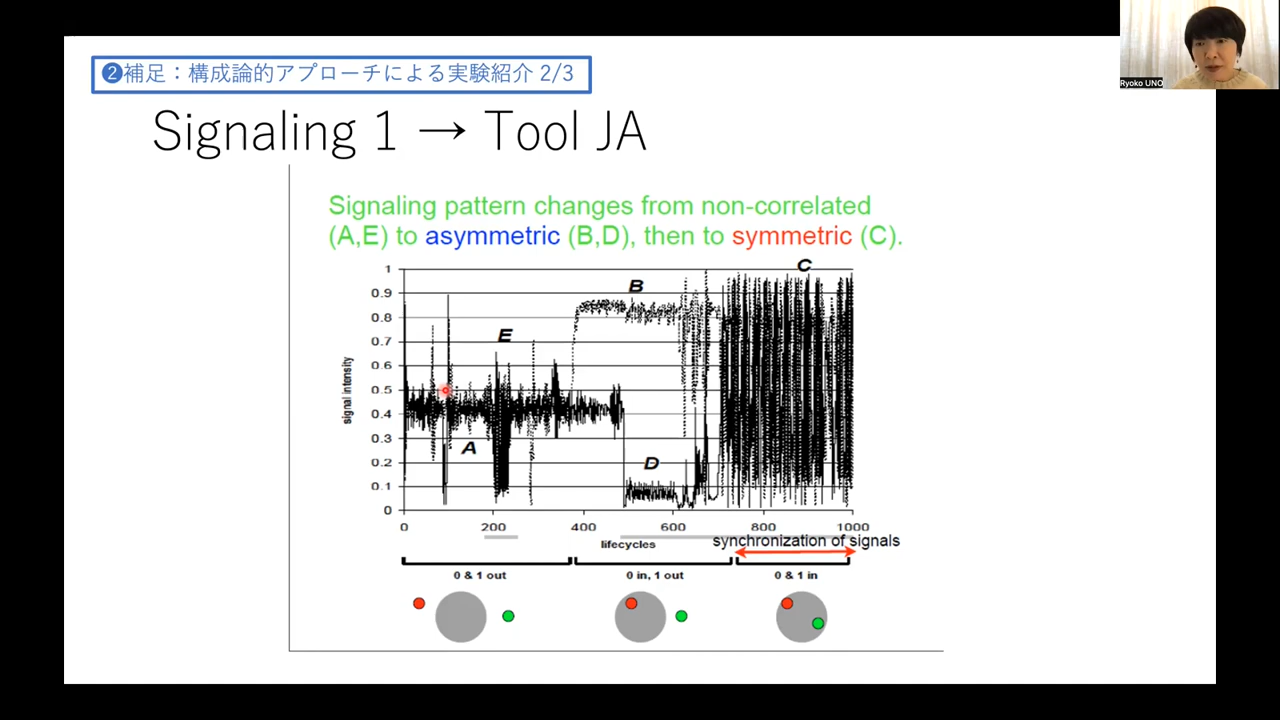 ❷補足：構成論的アプローチによる実験紹介 2/3
Ryoko UNO
Signaling 1 → Tool JA
Signaling pattern changes from non-correlated
(A,E) to asymmetric (B,D), then to symmetric (C).
C
B
E
A
D
signal intensity
1
0.9
0.8
0.7
0.6
0.5
0.4
0.3
0.2
0.1
0
0 200 400 600 800 1000
lifecycles
synchronization of signals
0 & 1 out
0 in, 1 out
0 & 1 in